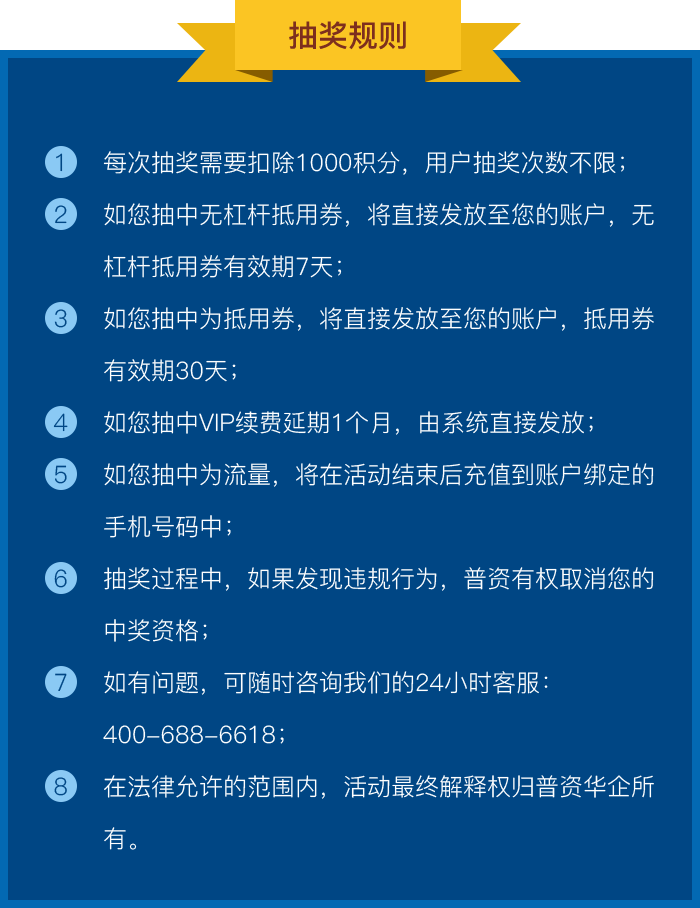 抽奖规则
1 每次抽奖需要扣除1000积分，用户抽奖次数不限；
2 如您抽中无杠杆抵用券，将直接发放至您的账户，无
杠杆抵用券有效期7天；
3 如您抽中为抵用券，将直接发放至您的账户，抵用券
有效期30天；
4 如您抽中VIP续费延期1个月，由系统直接发放；
5 如您抽中为流量，将在活动结束后充值到账户绑定的
手机号码中；
6 抽奖过程中，如果发现违规行为，普资有权取消您的
中奖资格；
7 如有问题，可随时咨询我们的24小时客服：
400-688-6618；
8 在法律允许的范围内，活动最终解释权归普资华企所
有。